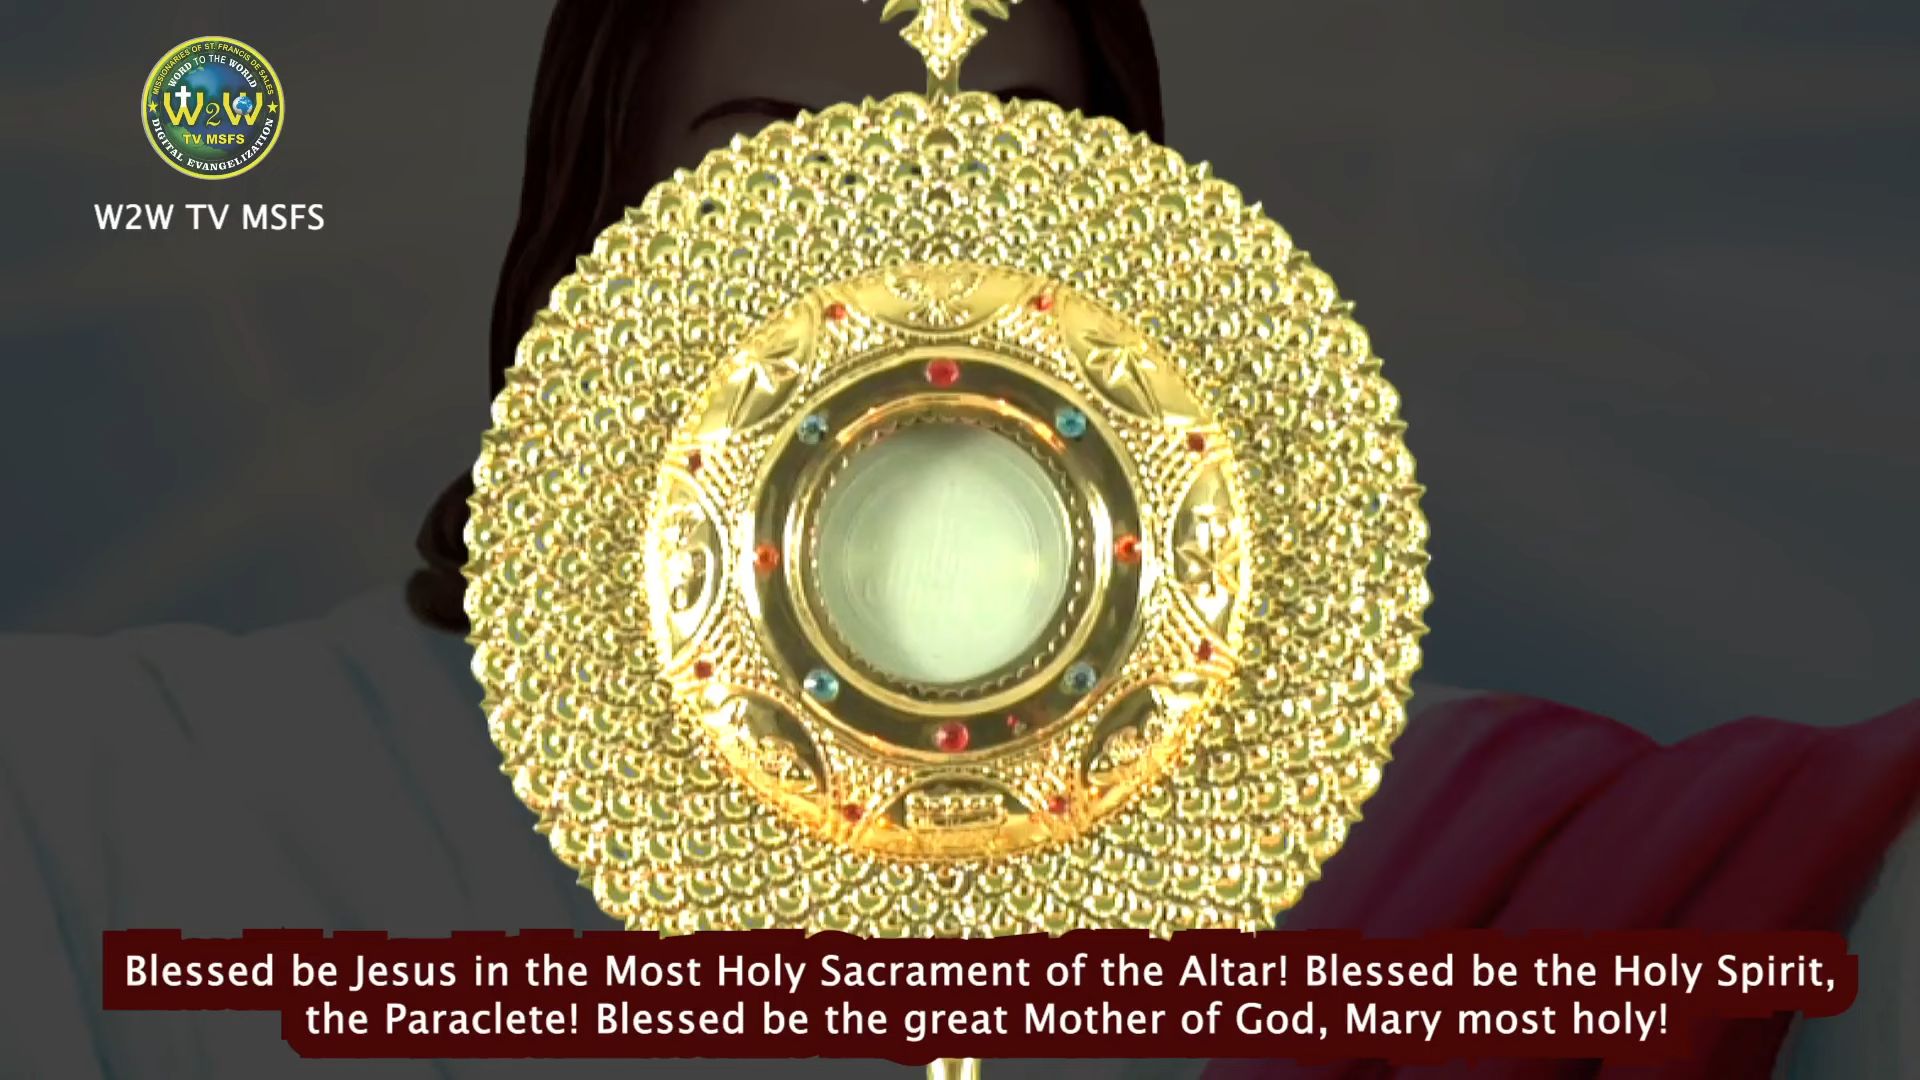 MISSIONARIES OF ST. FRANCIS DE SALES
WORD TO THE WORLD
W2W
TV MSFS
DIGITAL EVANGELIZATION
W2W TV MSFS
Blessed be Jesus in the Most Holy Sacrament of the Altar! Blessed be the Holy Spirit,
the Paraclete! Blessed be the great Mother of God, Mary most holy!